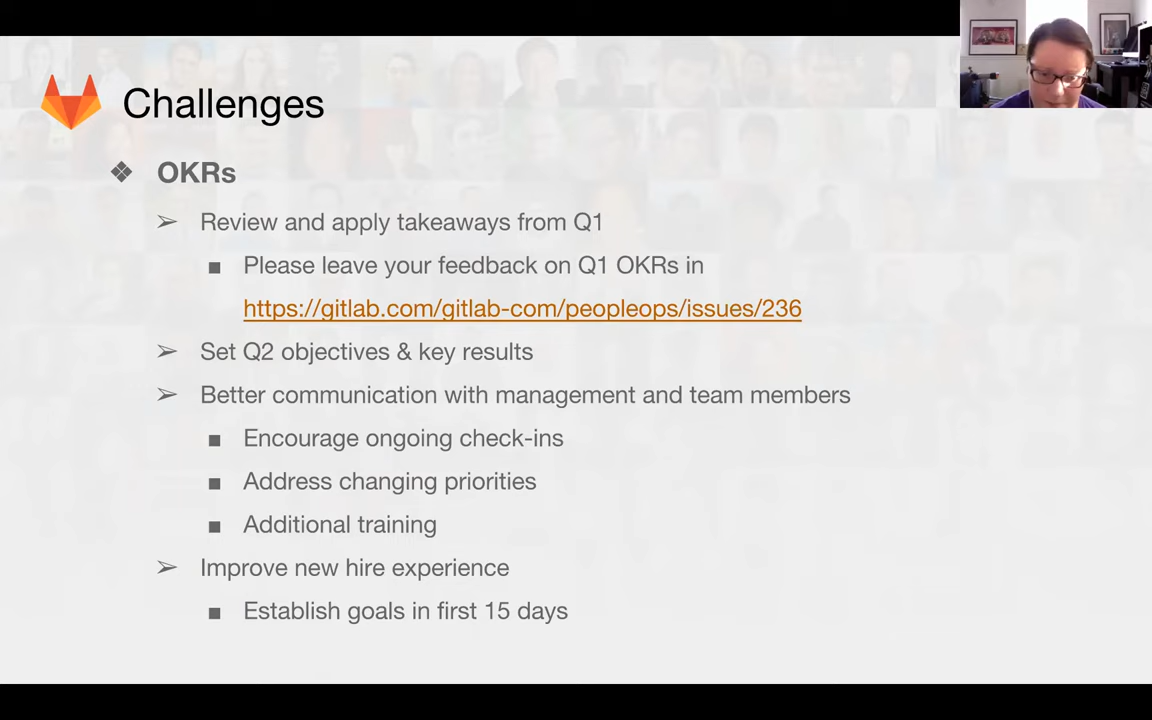 Challenges
❖ OKRs
➢ Review and apply takeaways from Q1
■ Please leave your feedback on Q1 OKRs in
https://gitlab.com/gitlab-com/peopleops/issues/236
➢ Set Q2 objectives & key results
➢ Better communication with management and team members
■ Encourage ongoing check-ins
■ Address changing priorities
■ Additional training
➢ Improve new hire experience
■ Establish goals in first 15 days